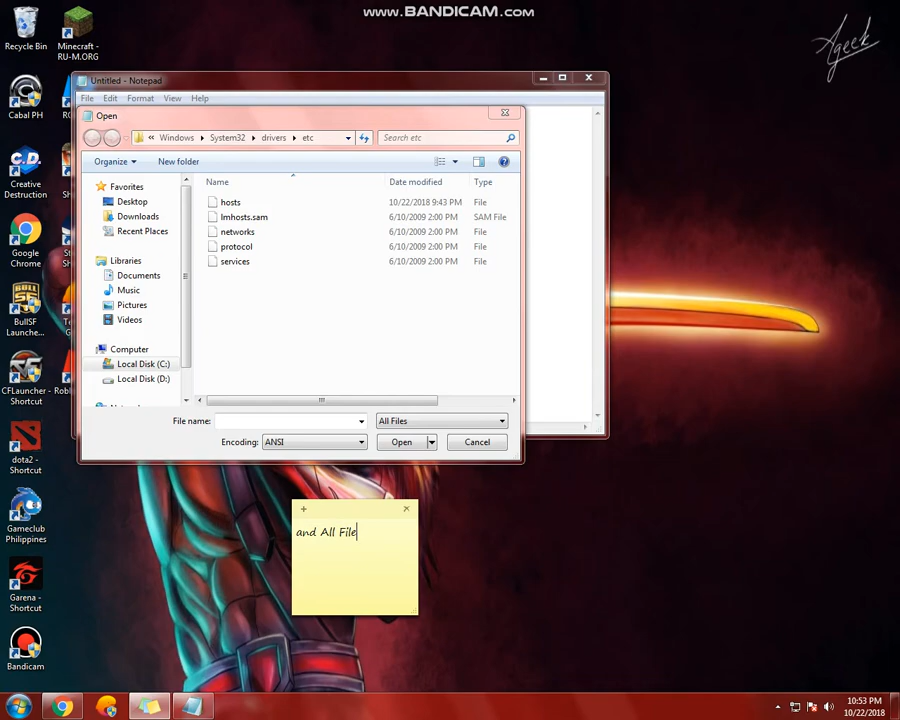 www.BANDICAM.com
Ageek
Recycle Bin
Minecraft -
RU-M.ORG
Cabal PH
Creative
Destruction
Google
Chrome
BullSF
Launche...
CFLauncher -
Shortcut
dota2 -
Shortcut
Gameclub
Philippines
Garena -
Shortcut
Bandicam
Untitled - Notepad
File Edit Format View Help
Open
« Windows System32 drivers etc
Search etc
Organize New folder
Favorites
Desktop
Downloads
Recent Places
Libraries
Documents
Music
Pictures
Videos
Computer
Local Disk (C:)
Local Disk (D:)
Name Date modified Type
hosts 10/22/2018 9:43 PM File
lmhosts.sam 6/10/2009 2:00 PM SAM File
networks 6/10/2009 2:00 PM File
protocol 6/10/2009 2:00 PM File
services 6/10/2009 2:00 PM File
File name: All Files
Encoding: ANSI Open Cancel
and All File
10:53 PM
10/22/2018